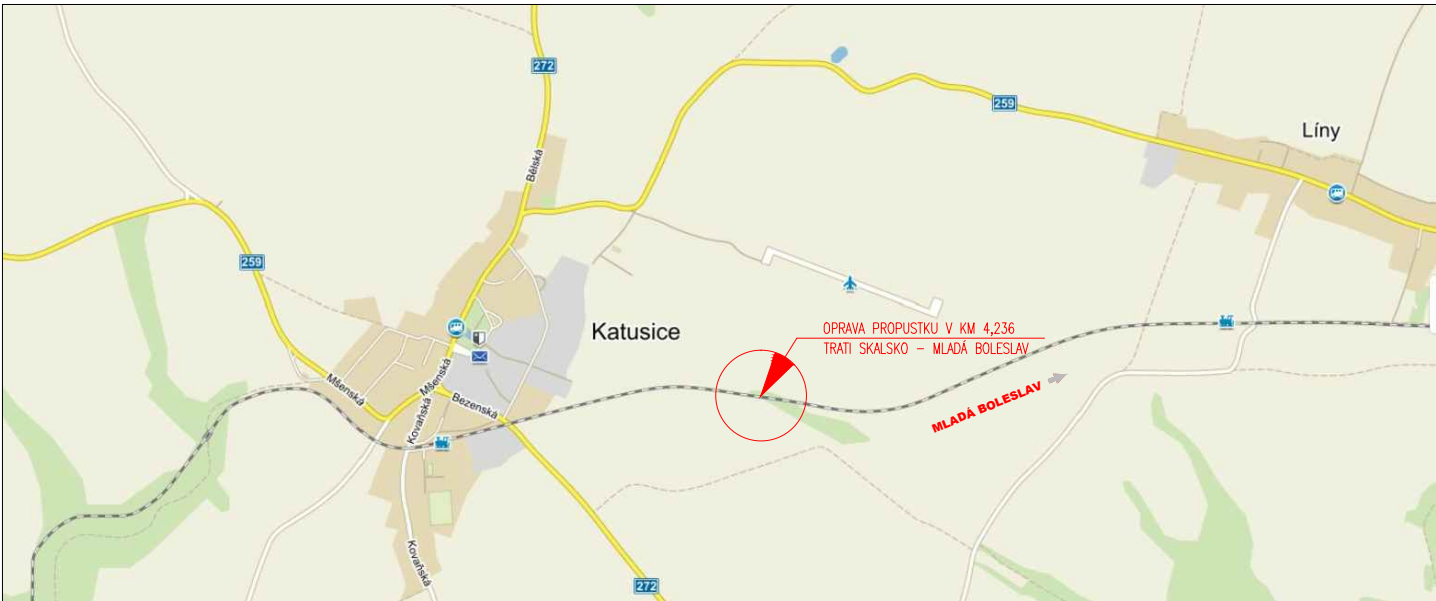 272
259
Líny
Bělská
259
Katusice
OPRAVA PROPUSTKU V KM 4,236
TRATI SKALSKO – MLADÁ BOLESLAV
Mšenská
Mšenská
Bezenská
Kovaňská
MLADÁ BOLESLAV
Kovaňská
272